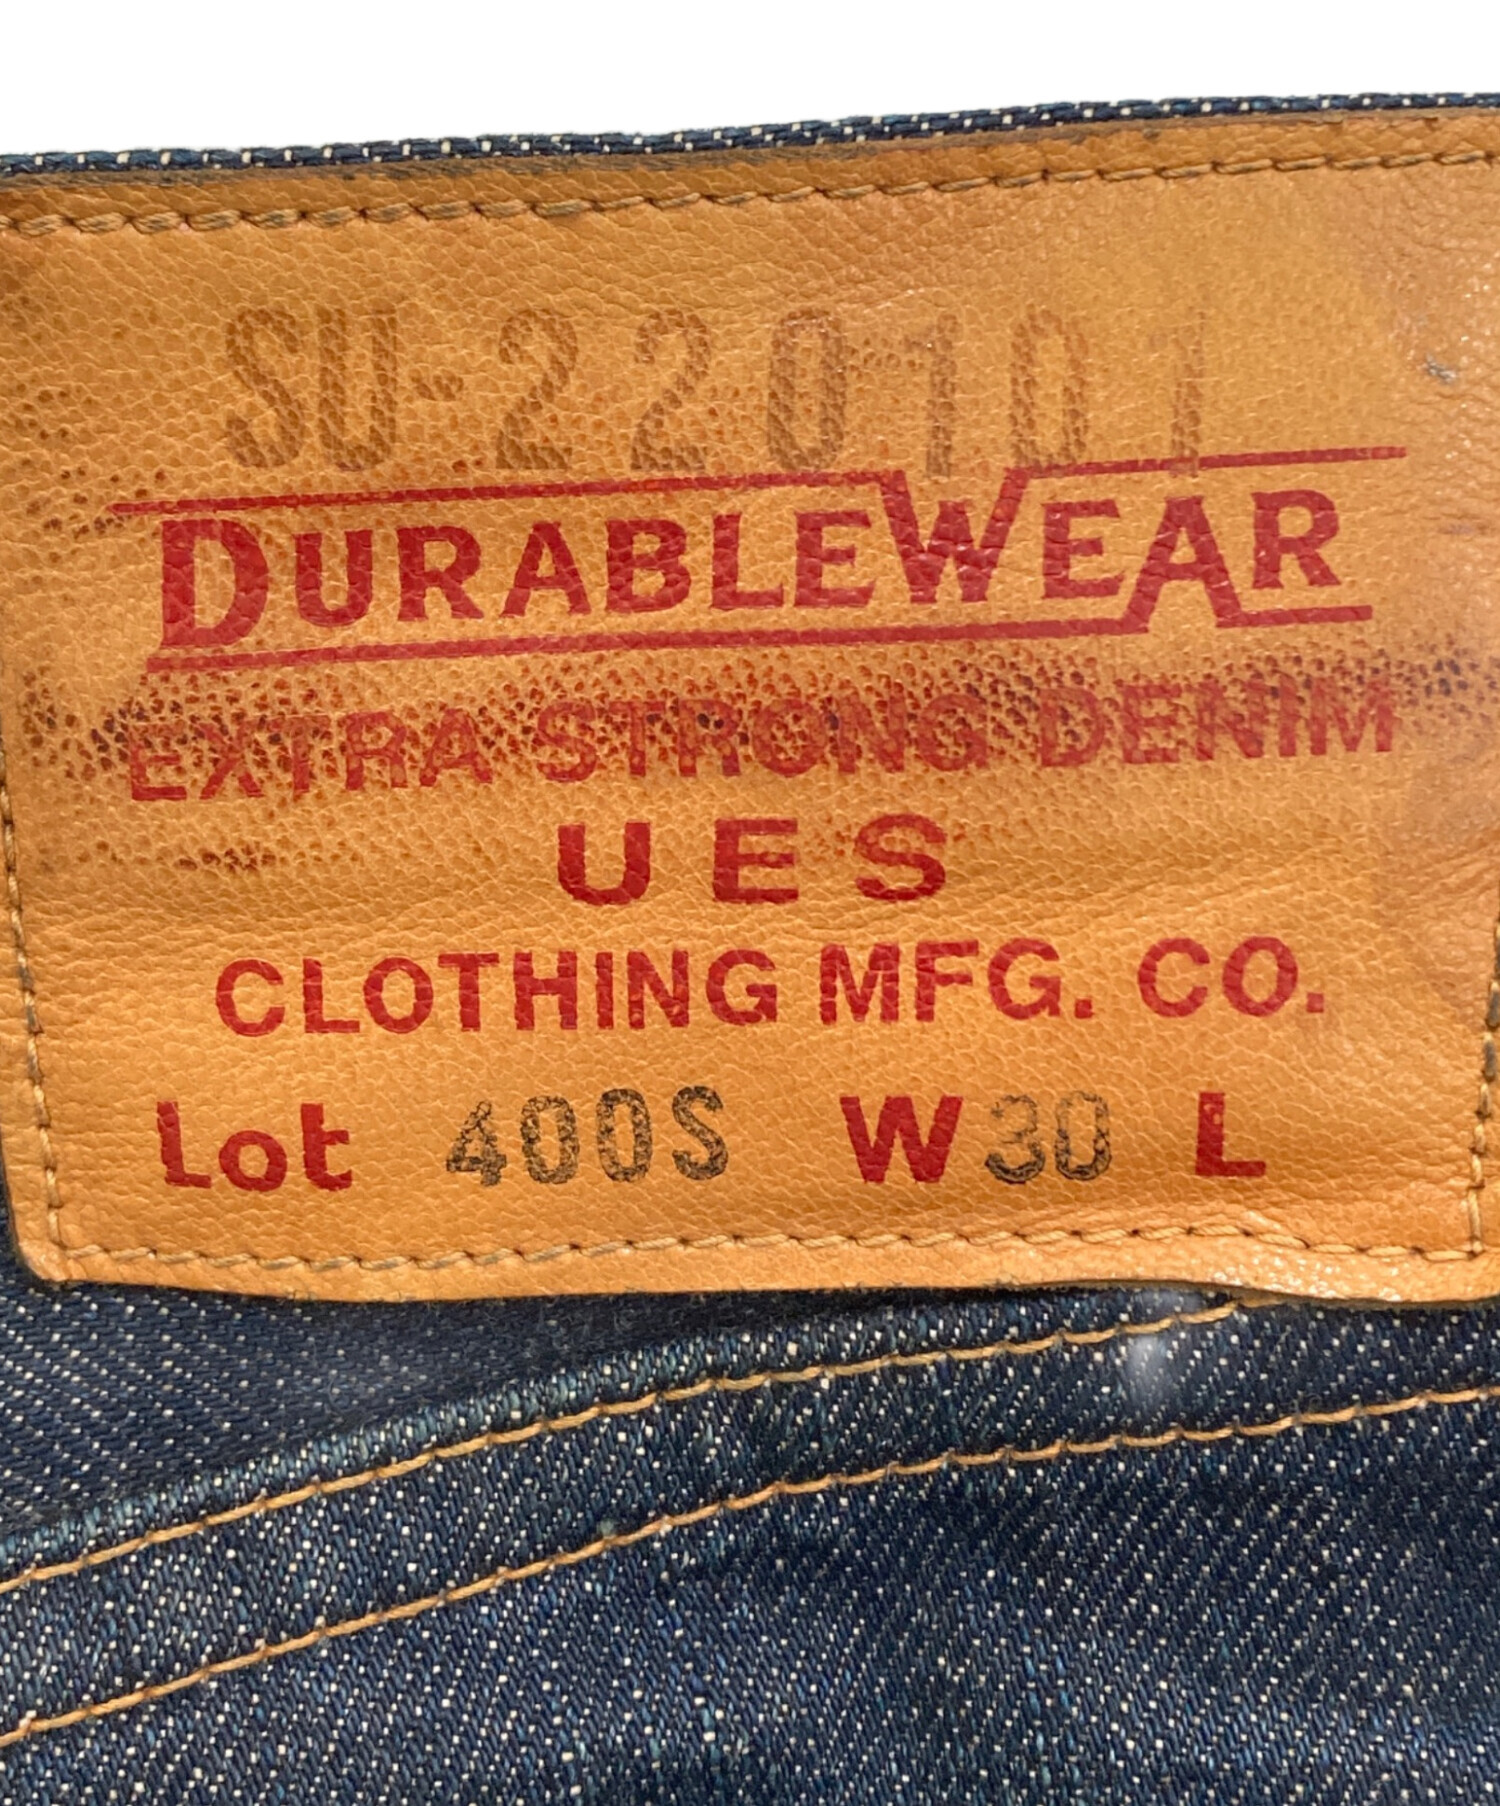 SU-220101
DURABLEWEAR
EXTRA STRONG DENIM
UES
CLOTHING MFG. CO.
Lot 400S W30 L